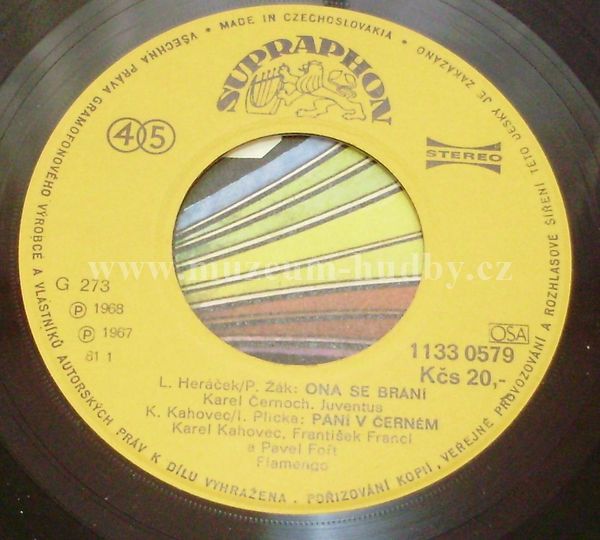 VŠECHNA PRÁVA GRAMOFONOVÉHO VÝROBCE A VLASTNÍKŮ AUTORSKÝCH PRÁV K DÍLU VYHRAŽENA. POŘIZOVÁNÍ KOPIÍ, VEŘEJNÉ PROVOZOVÁNÍ A ROZHLASOVÉ ŠÍŘENÍ TÉTO DESKY JE ZAKÁZÁNO • MADE IN CZECHOSLOVAKIA •
SUPRAPHON
45
STEREO
www.muzeum-hudby.cz
G 273
Ⓟ 1968
Ⓟ 1967
61 1
OSA
1133 0579
Kčs 20,-
L. Heráček/P. Žák: ONA SE BRÁNÍ
Karel Černoch, Juventus
K. Kahovec/I. Plicka: PANÍ V ČERNÉM
Karel Kahovec, František Francl
a Pavel Fořt
Flamengo